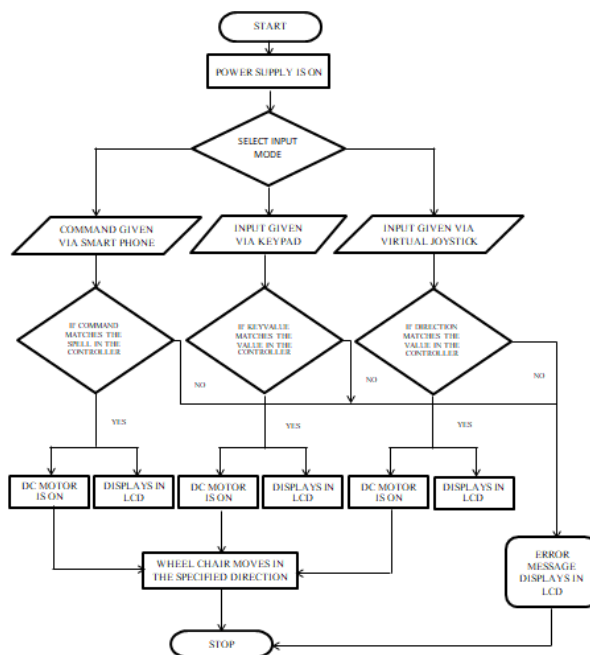 START
POWER SUPPLY IS ON
SELECT INPUT
MODE
COMMAND GIVEN
VIA SMART PHONE
INPUT GIVEN
VIA KEYPAD
INPUT GIVEN VIA
VIRTUAL JOYSTICK
IF COMMAND
MATCHES THE
SPELL IN THE
CONTROLLER
IF KEYVALUE
MATCHES THE
VALUE IN THE
CONTROLLER
IF DIRECTION
MATCHES THE
VALUE IN THE
CONTROLLER
NO
NO
NO
YES
YES
YES
DC MOTOR
IS ON
DISPLAYS IN
LCD
DC MOTOR
IS ON
DISPLAYS IN
LCD
DC MOTOR
IS ON
DISPLAYS IN
LCD
WHEEL CHAIR MOVES IN
THE SPECIFIED DIRECTION
ERROR
MESSAGE
DISPLAYS IN
LCD
STOP